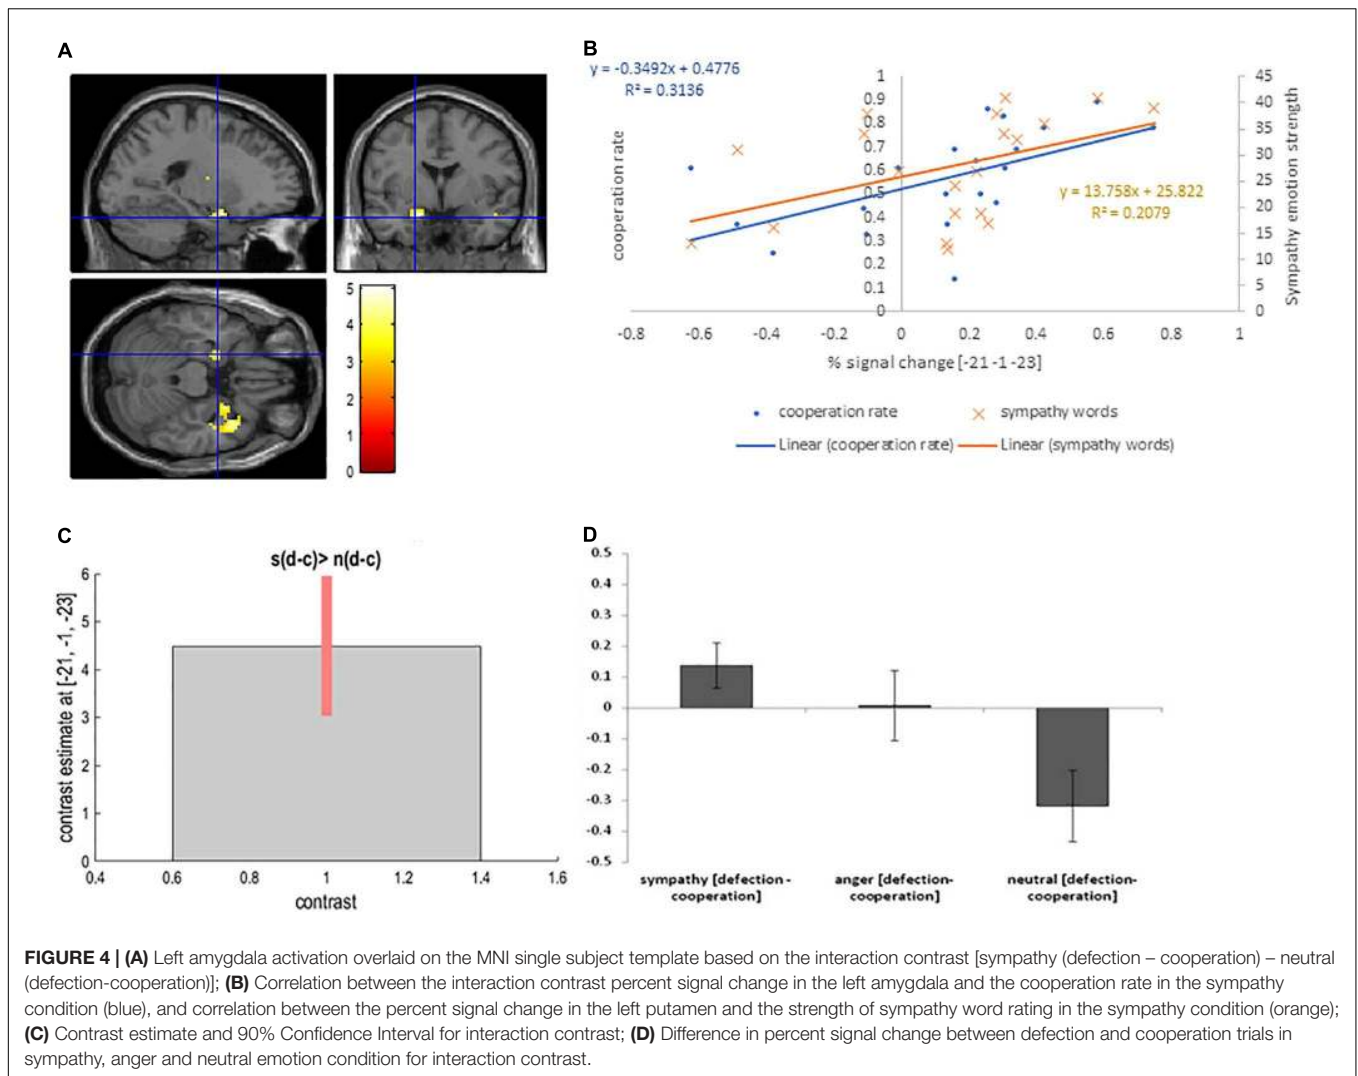 A
5
4
3
2
1
0
B
y = -0.3492x + 0.4776
R² = 0.3136
cooperation rate
1
0.9
0.8
0.7
0.6
0.5
0.4
0.3
0.2
0.1
0
45
40
35
30
25
20
15
10
5
0
Sympathy emotion strength
y = 13.758x + 25.822
R² = 0.2079
-0.8 -0.6 -0.4 -0.2 0 0.2 0.4 0.6 0.8 1
% signal change [-21 -1 -23]
cooperation rate sympathy words
Linear (cooperation rate) Linear (sympathy words)
C
s(d-c)> n(d-c)
contrast estimate at [-21, -1, -23]
6
5
4
3
2
1
0
0.4 0.6 0.8 1 1.2 1.4 1.6
contrast
D
0.5
0.4
0.3
0.2
0.1
0
-0.1
-0.2
-0.3
-0.4
-0.5
sympathy [defection - anger [defection- neutral [defection-
cooperation] cooperation] cooperation]
FIGURE 4 | (A) Left amygdala activation overlaid on the MNI single subject template based on the interaction contrast [sympathy (defection – cooperation) – neutral
(defection-cooperation)]; (B) Correlation between the interaction contrast percent signal change in the left amygdala and the cooperation rate in the sympathy
condition (blue), and correlation between the percent signal change in the left putamen and the strength of sympathy word rating in the sympathy condition (orange);
(C) Contrast estimate and 90% Confidence Interval for interaction contrast; (D) Difference in percent signal change between defection and cooperation trials in
sympathy, anger and neutral emotion condition for interaction contrast.